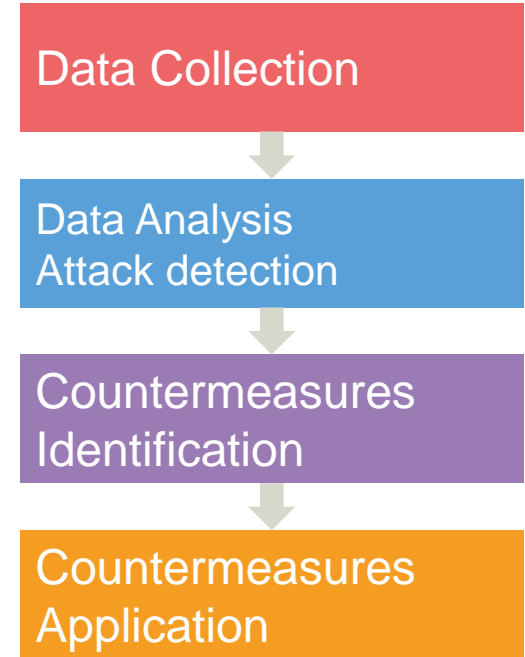 Data Collection
Data Analysis
Attack detection
Countermeasures
Identification
Countermeasures
Application